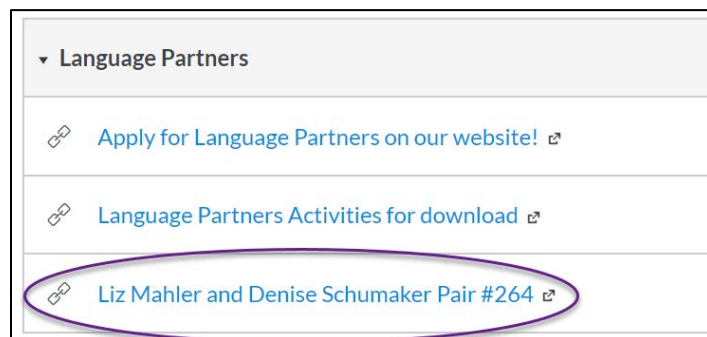 Language Partners
Apply for Language Partners on our website!
Language Partners Activities for download
Liz Mahler and Denise Schumaker Pair #264